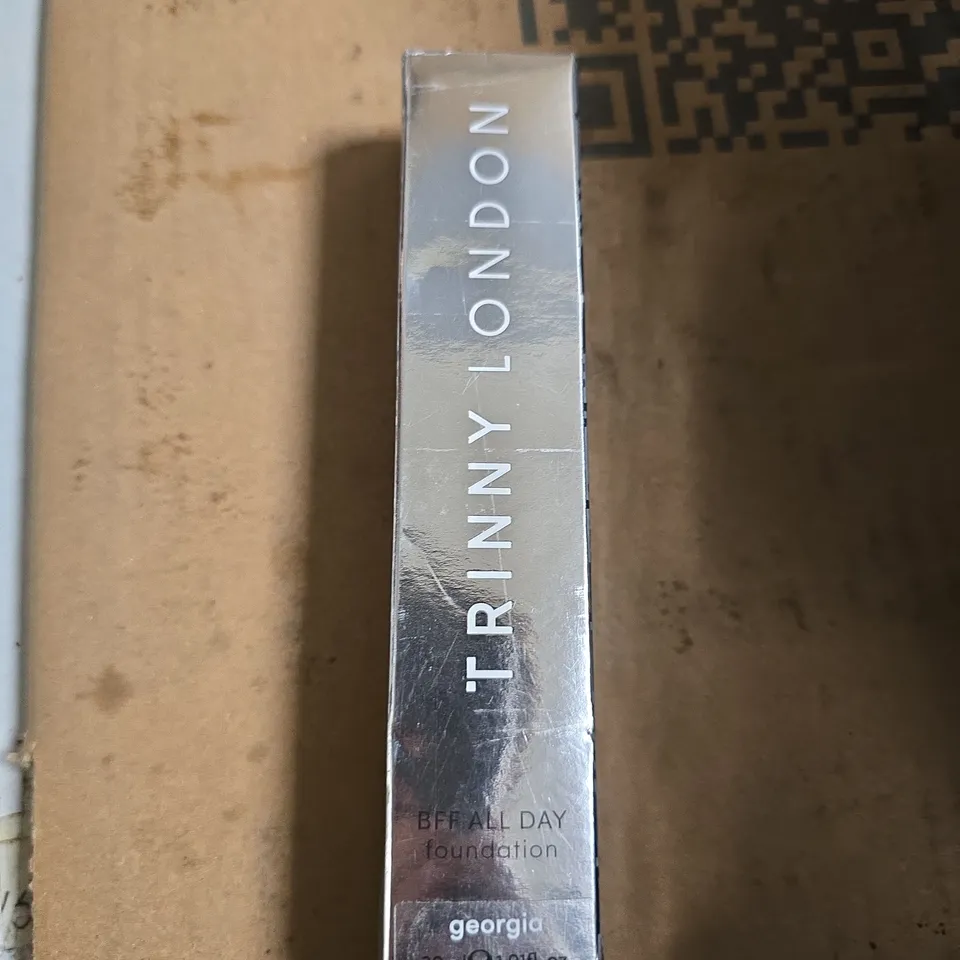 TRINNY LONDON
BFF ALL DAY
foundation
georgia